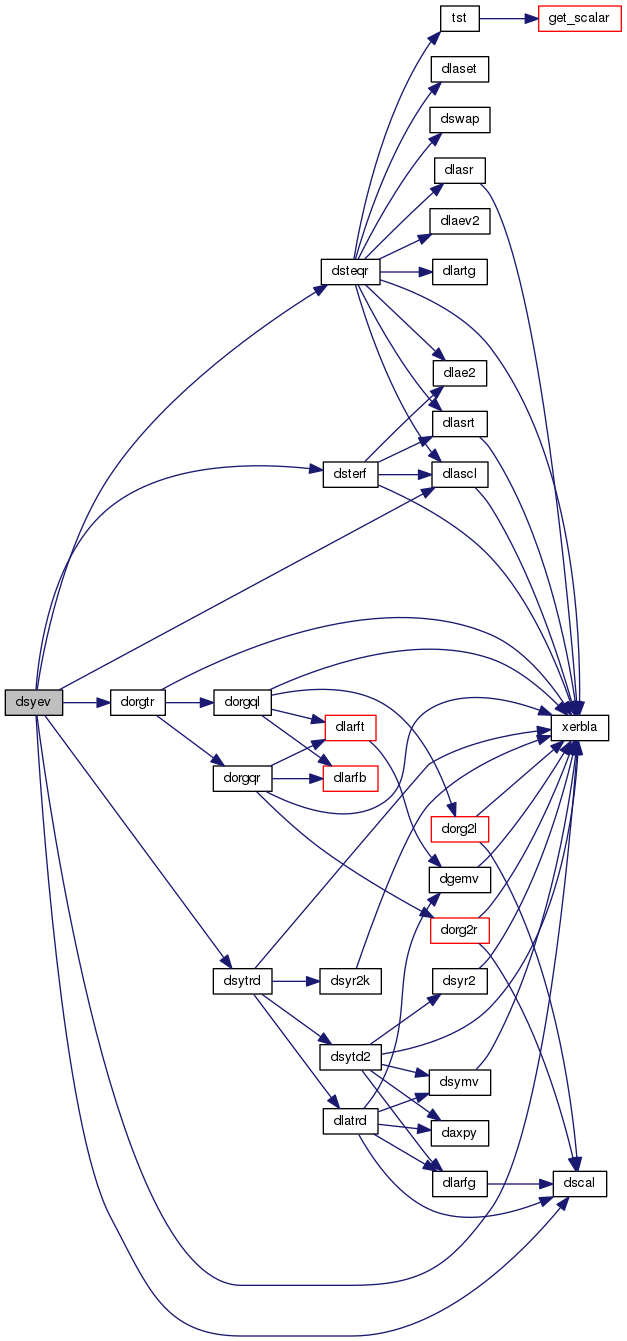 tst
get_scalar
dlaset
dswap
dlasr
dlaev2
dsteqr
dlartg
dlae2
dlasrt
dsterf
dlascl
dsyev
dorgtr
dorgql
dlarft
xerbla
dorgqr
dlarfb
dorg2l
dgemv
dorg2r
dsytrd
dsyr2k
dsyr2
dsytd2
dsymv
dlatrd
daxpy
dlarfg
dscal